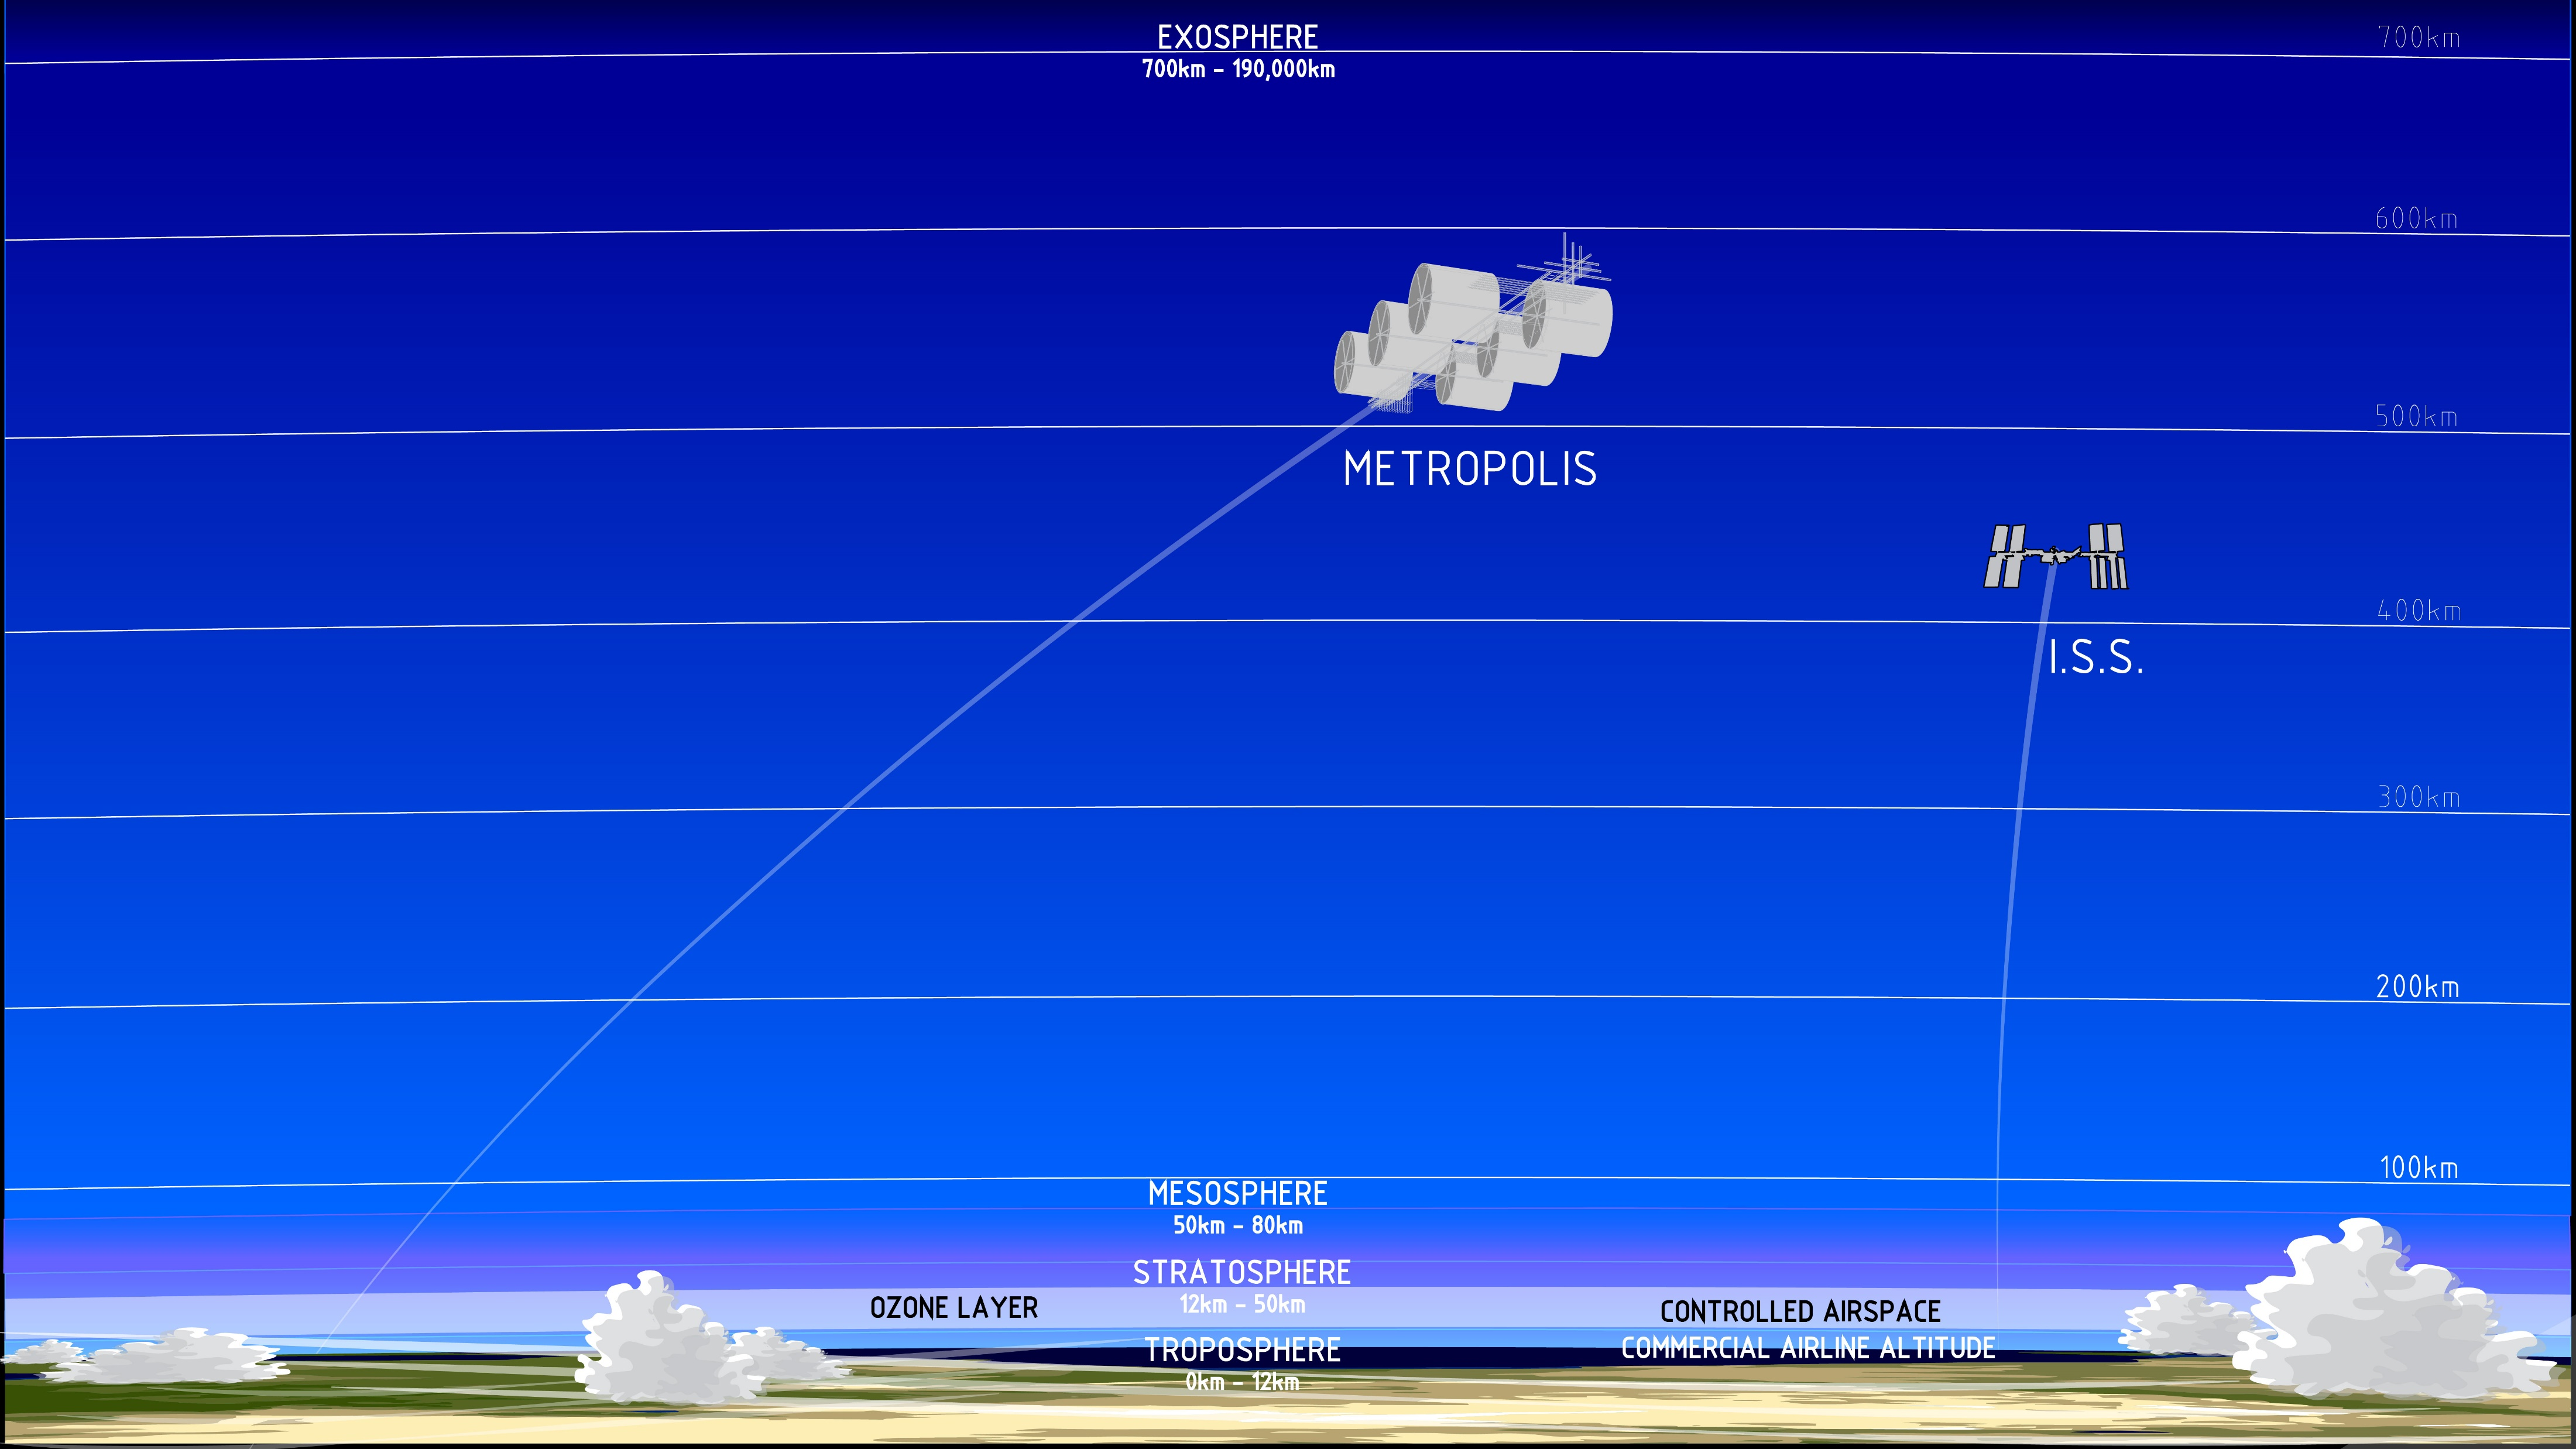 EXOSPHERE
700km
700km – 190,000km
600km
500km
METROPOLIS
400km
I.S.S.
300km
200km
100km
MESOSPHERE
50km – 80km
STRATOSPHERE
12km – 50km
OZONE LAYER
CONTROLLED AIRSPACE
TROPOSPHERE
COMMERCIAL AIRLINE ALTITUDE
0km – 12km